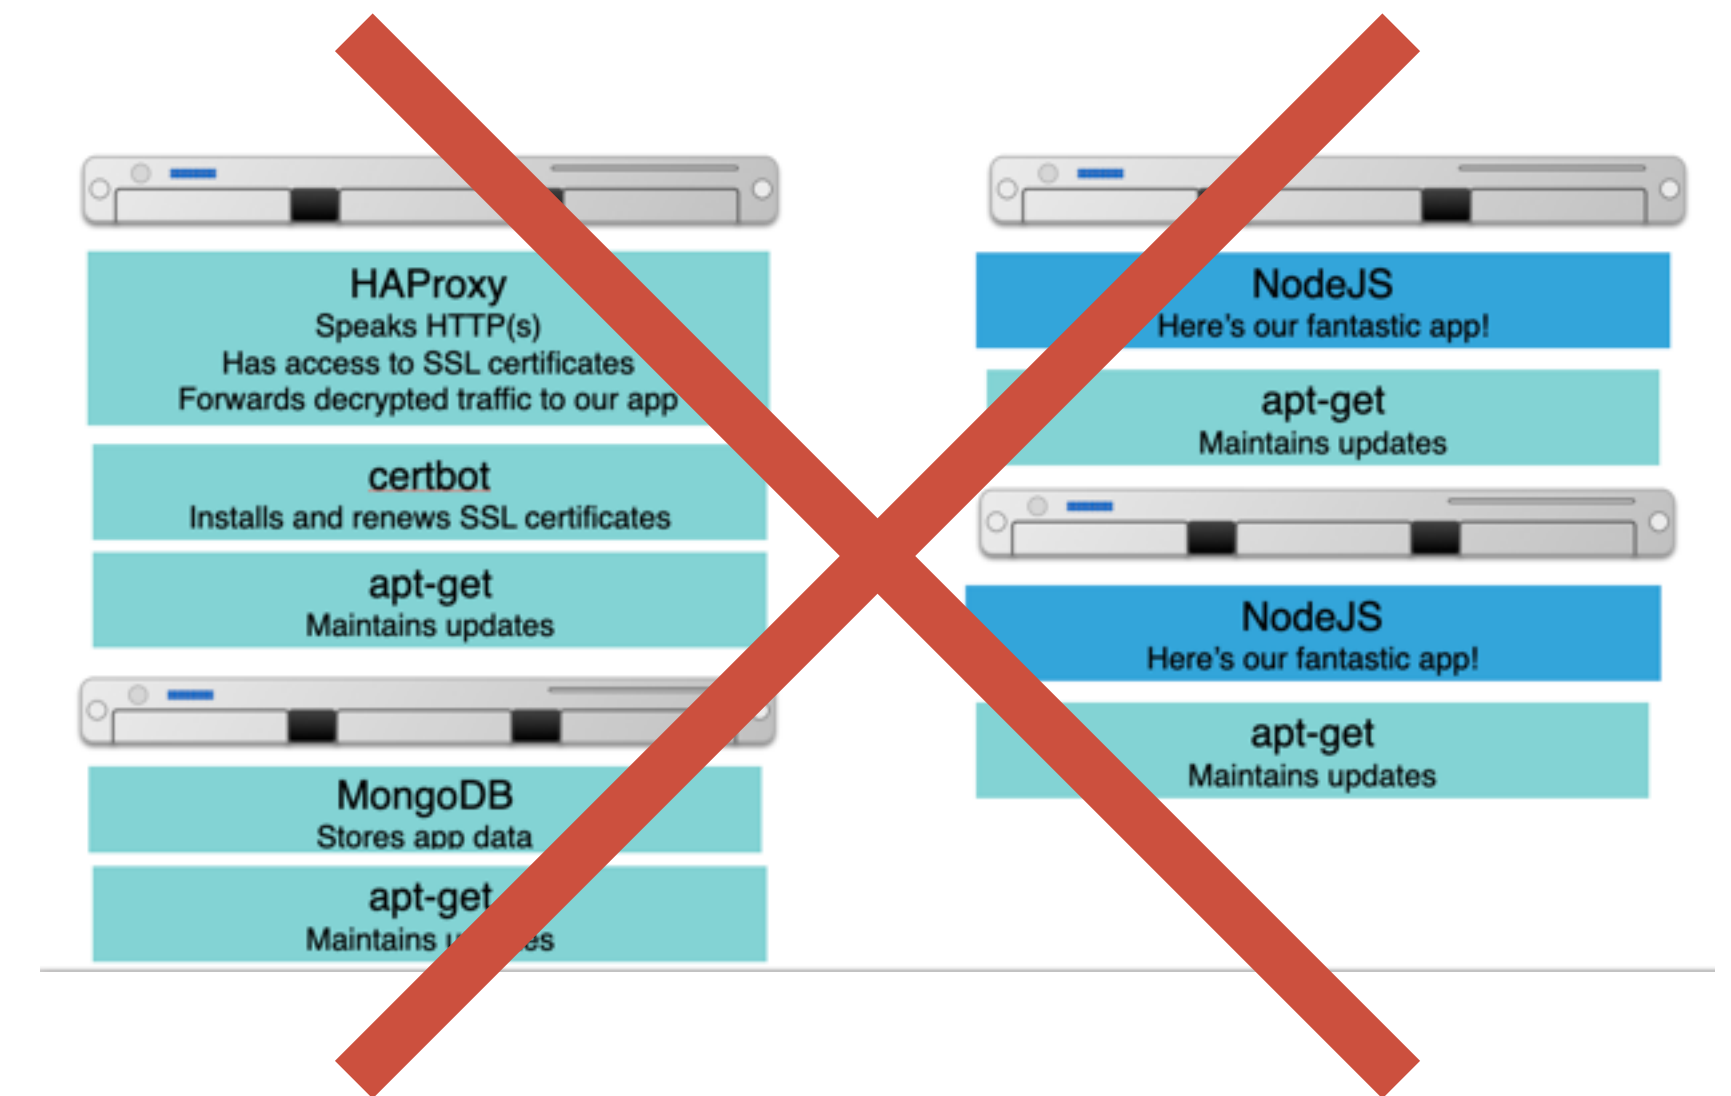 HAProxy
Speaks HTTP(s)
Has access to SSL certificates
Forwards decrypted traffic to our app
certbot
Installs and renews SSL certificates
apt-get
Maintains updates
MongoDB
Stores app data
apt-get
Maintains
NodeJS
Here's our fantastic app!
apt-get
Maintains updates
NodeJS
Here's our fantastic app!
apt-get
Maintains updates